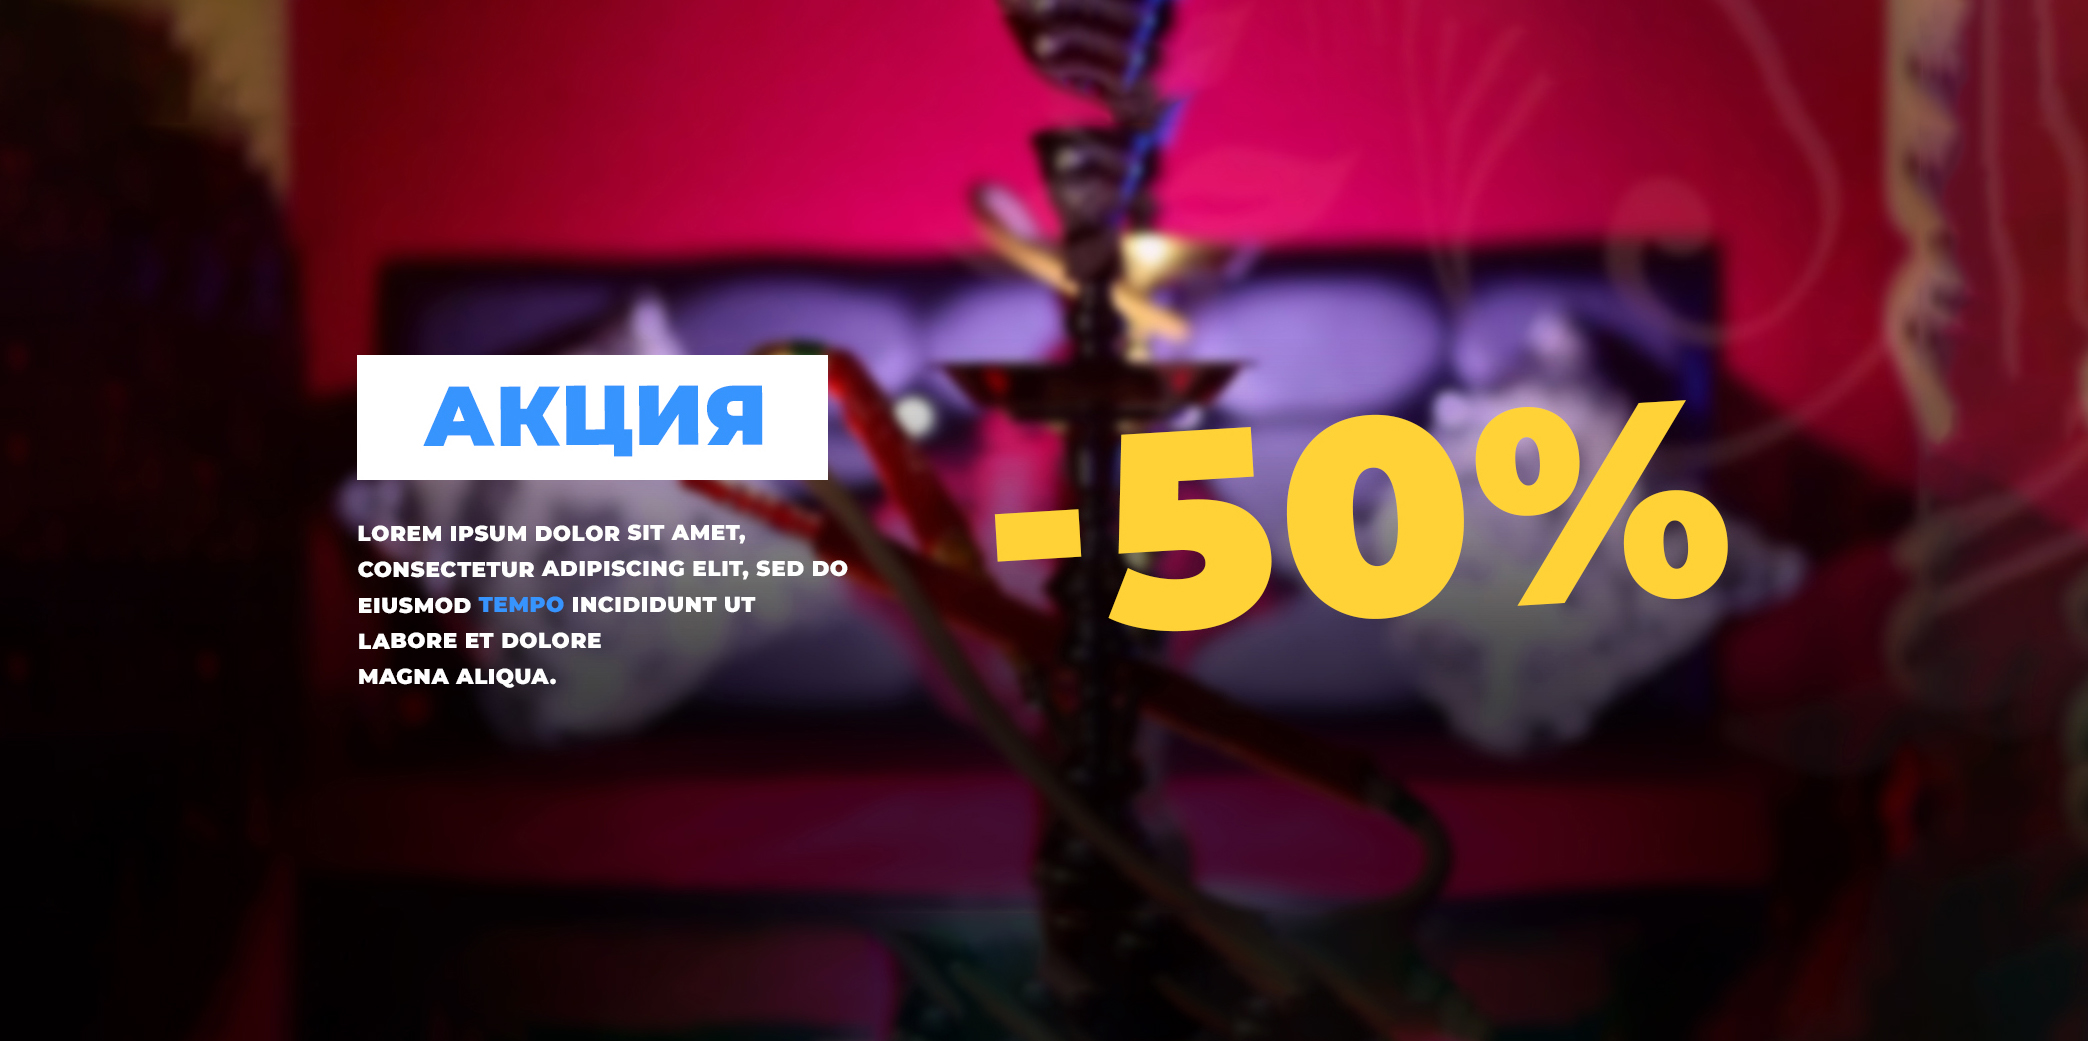 АКЦИЯ
-50%
LOREM IPSUM DOLOR SIT AMET,
CONSECTETUR ADIPISCING ELIT, SED DO
EIUSMOD TEMPO INCIDIDUNT UT
LABORE ET DOLORE
MAGNA ALIQUA.